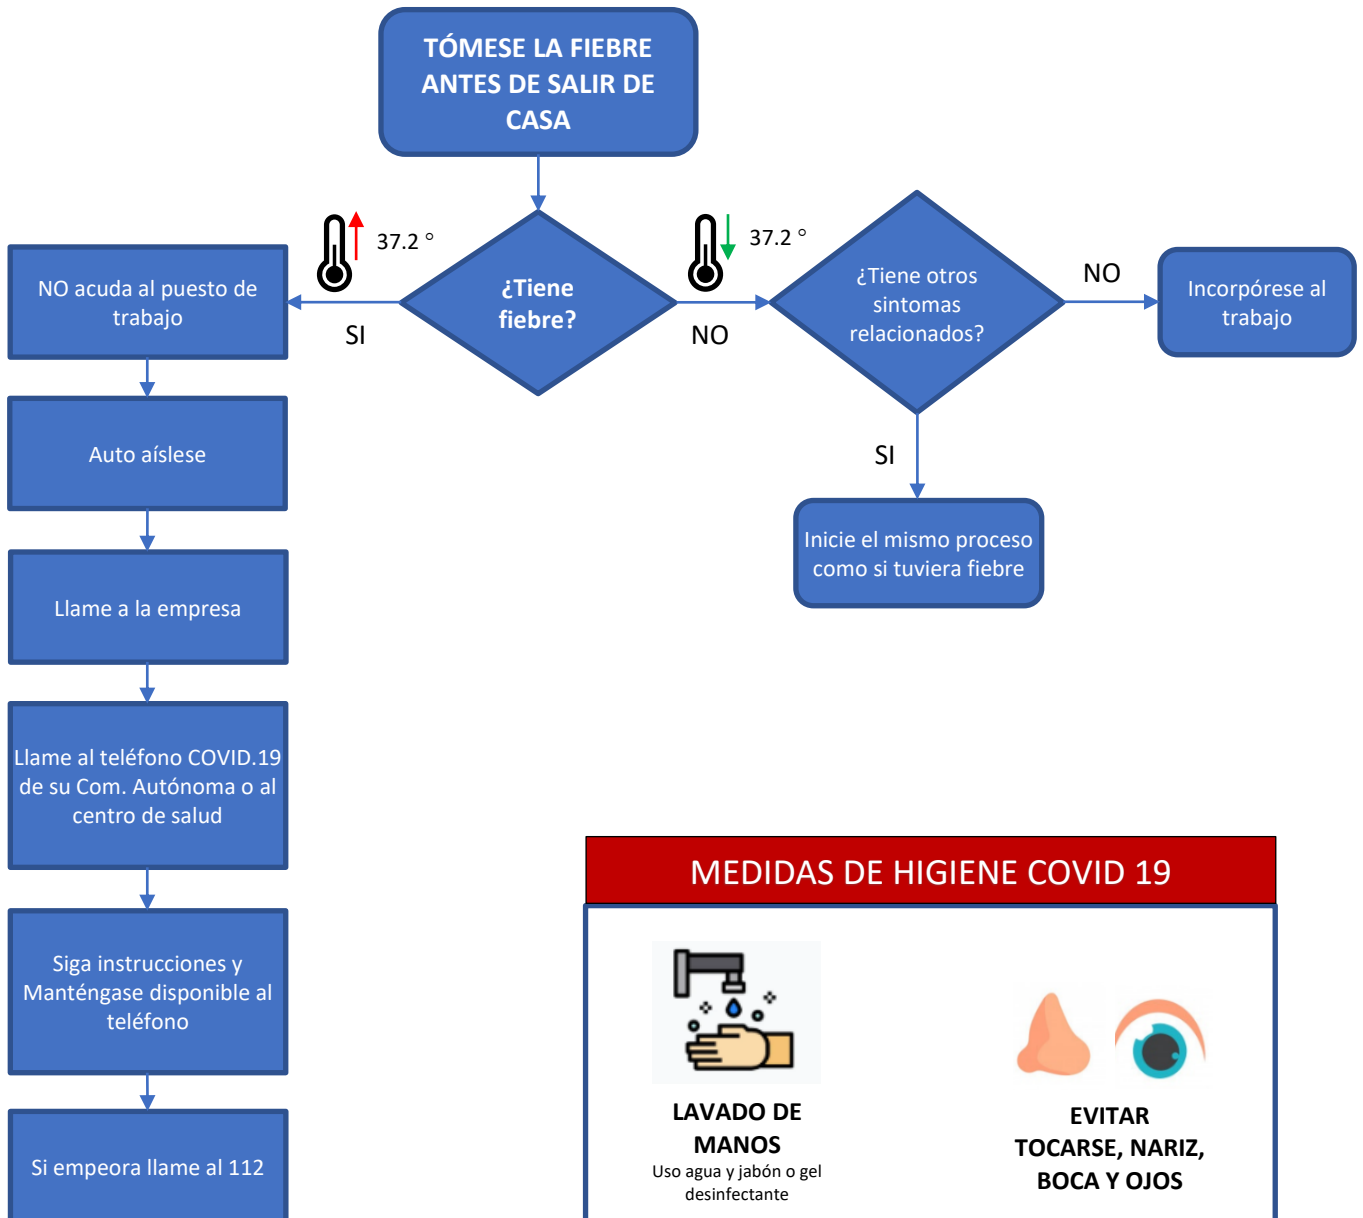 TÓMESE LA FIEBRE
ANTES DE SALIR DE
CASA
37.2 °
37.2 °
¿Tiene
fiebre?
SI
NO
¿Tiene otros
sintomas
relacionados?
NO
Incorpórese al
trabajo
SI
Inicie el mismo proceso
como si tuviera fiebre
NO acuda al puesto de
trabajo
Auto aíslese
Llame a la empresa
Llame al teléfono COVID.19
de su Com. Autónoma o al
centro de salud
Siga instrucciones y
Manténgase disponible al
teléfono
Si empeora llame al 112
MEDIDAS DE HIGIENE COVID 19
LAVADO DE
MANOS
Uso agua y jabón o gel
desinfectante
EVITAR
TOCARSE, NARIZ,
BOCA Y OJOS